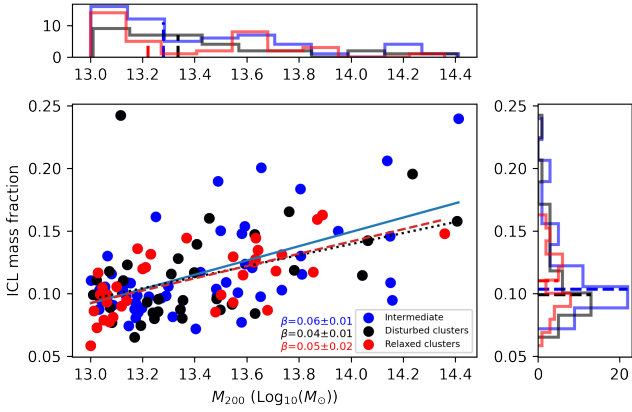 10
0
13.0 13.2 13.4 13.6 13.8 14.0 14.2 14.4
0.25
0.20
0.15
0.10
0.05
ICL mass fraction
β=0.06±0.01 Intermediate
β=0.04±0.01 Disturbed clusters
β=0.05±0.02 Relaxed clusters
13.0 13.2 13.4 13.6 13.8 14.0 14.2 14.4
M₂₀₀ (Log₁₀(M☉))
0.25
0.20
0.15
0.10
0.05
0 20